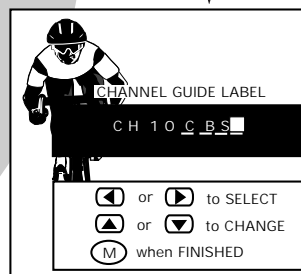 CHANNEL GUIDE LABEL
CH 10 CBS
or to SELECT
or to CHANGE
M when FINISHED